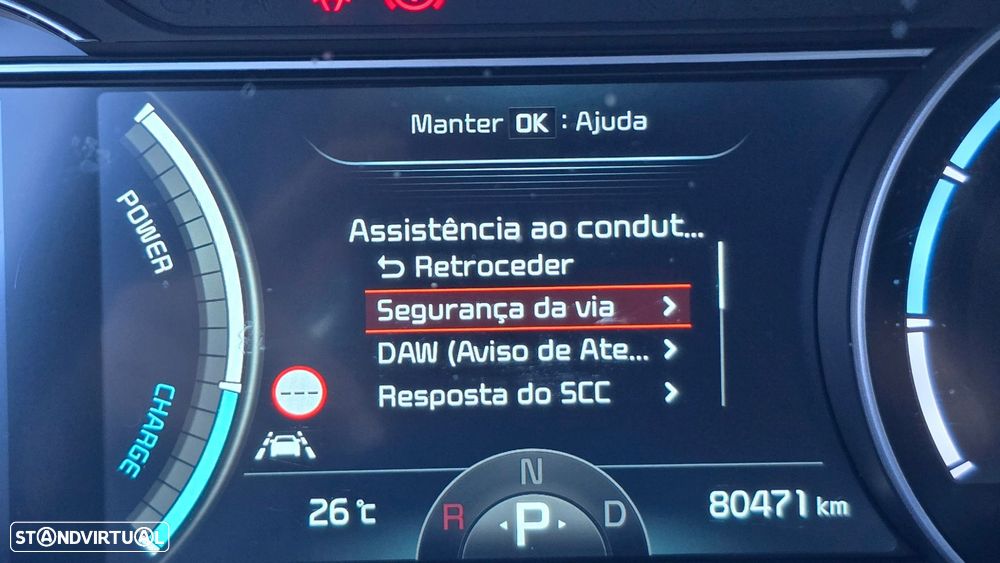 Manter OK : Ajuda
Assistência ao condut...
Retroceder
Segurança da via
DAW (Aviso de Ate...
Resposta do SCC
POWER
CHARGE
26 °C
R N D
P
80471 km
STANDVIRTUAL